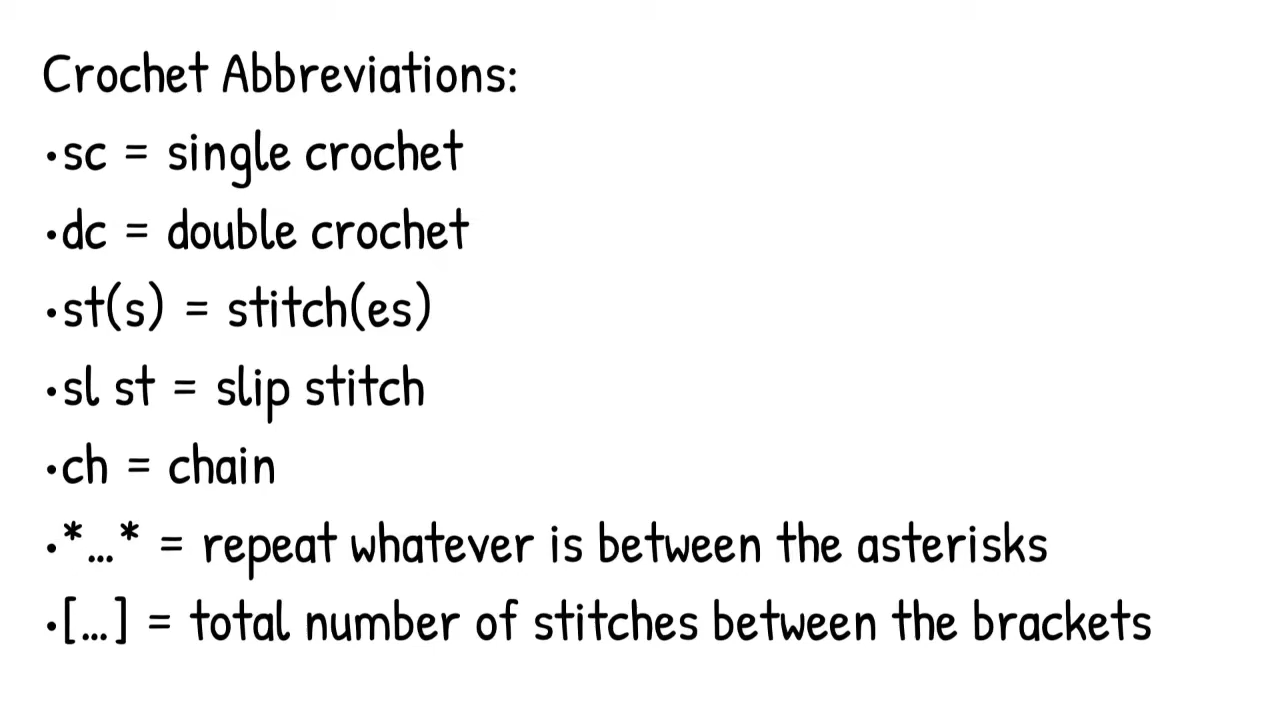 Crochet Abbreviations:
•sc = single crochet
•dc = double crochet
•st(s) = stitch(es)
•sl st = slip stitch
•ch = chain
•*...* = repeat whatever is between the asterisks
•[...] = total number of stitches between the brackets